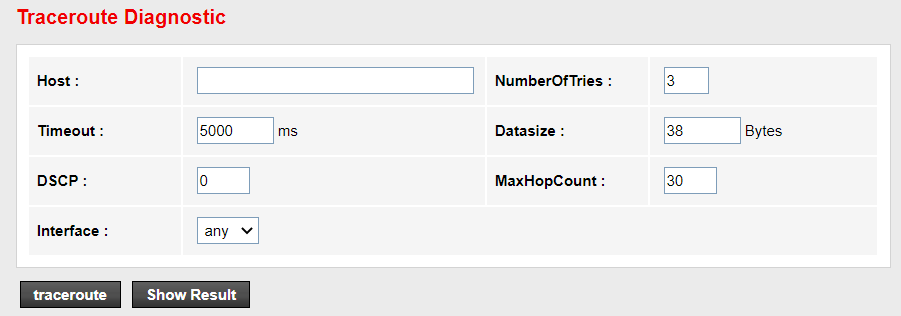 Traceroute Diagnostic
Host : NumberOfTries : 3
Timeout : 5000 ms Datasize : 38 Bytes
DSCP : 0 MaxHopCount : 30
Interface : any
traceroute Show Result